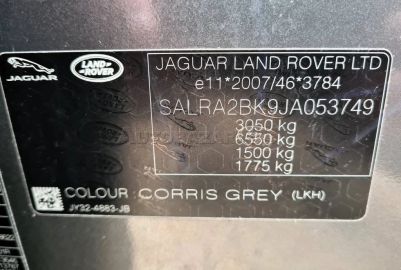 JAGUAR
LAND ROVER
JAGUAR LAND ROVER LTD
e11*2007/46*3784
SALRA2BK9JA053749
3050 kg
6550 kg
1500 kg
1775 kg
COLOUR CORRIS GREY (LKH)
JY32-4883-JB